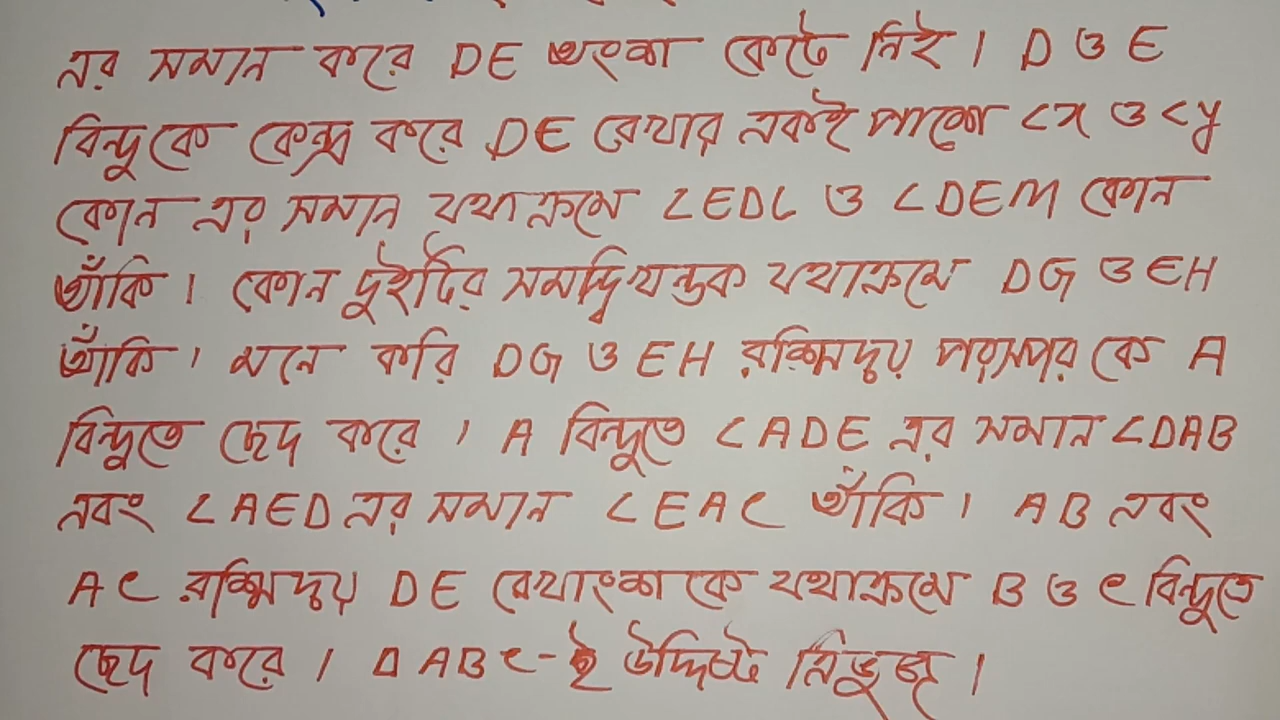 এর সমান করে DE অংশ কেটে নিই। D ও E
বিন্দুকে কেন্দ্র করে DE রেখার একই পাশে ∠x ও ∠y
কোন এর সমান যথাক্রমে ∠EDL ও ∠DEM কোন
আঁকি। কোন দুইটির সমদ্বিখন্ডক যথাক্রমে DG ও EH
আঁকি। মনে করি DG ও EH রশ্মিদ্বয় পরস্পর কে A
বিন্দুতে ছেদ করে। A বিন্দুতে ∠ADE এর সমান ∠DAB
এবং ∠AED এর সমান ∠EAC আঁকি। AB এবং
AC রশ্মিদ্বয় DE রেখাংশকে যথাক্রমে B ও C বিন্দুতে
ছেদ করে। △ABC-ই উদ্দিষ্ট ত্রিভুজ।